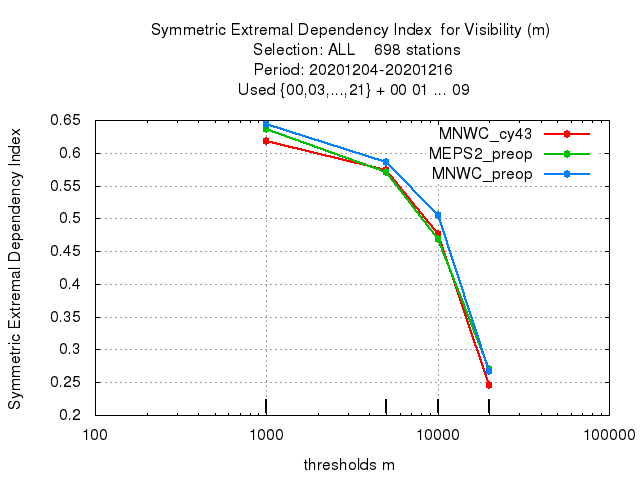 Symmetric Extremal Dependency Index  for Visibility (m)
Selection: ALL    698 stations
Period: 20201204-20201216
Used {00,03,...,21} + 00 01 ... 09
Symmetric Extremal Dependency Index
0.65
0.6
0.55
0.5
0.45
0.4
0.35
0.3
0.25
0.2
MNWC_cy43
MEPS2_preop
MNWC_preop
100
1000
10000
100000
thresholds m